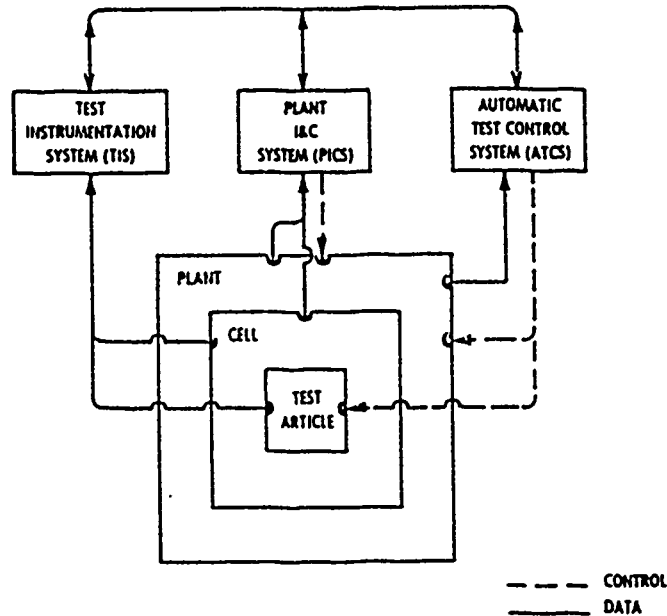 TEST
INSTRUMENTATION
SYSTEM (TIS)
PLANT
I&C
SYSTEM (PICS)
AUTOMATIC
TEST CONTROL
SYSTEM (ATCS)
PLANT
CELL
TEST
ARTICLE
CONTROL
DATA